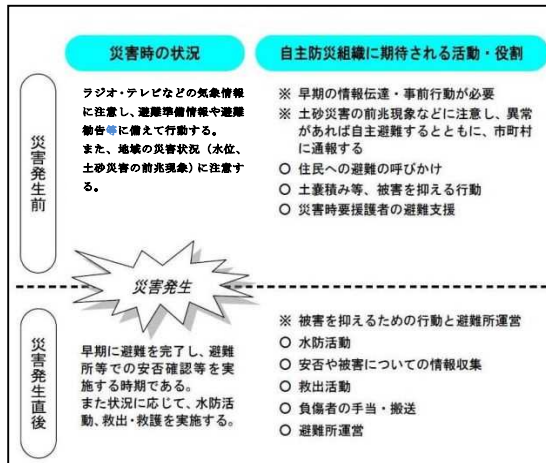 災害時の状況
自主防災組織に期待される活動・役割
災害発生前
ラジオ・テレビなどの気象情報
に注意し、避難準備情報や避難
勧告等に備えて行動する。
また、地域の災害状況（水位、
土砂災害の前兆現象）に注意す
る。
※ 早期の情報伝達・事前行動が必要
※ 土砂災害の前兆現象などに注意し、異常
があれば自主避難するとともに、市町村
に通報する
○ 住民への避難の呼びかけ
○ 土嚢積み等、被害を抑える行動
○ 災害時要援護者の避難支援
災害発生
災害発生直後
早期に避難を完了し、避難
所等での安否確認等を実
施する時期である。
また状況に応じて、水防活
動、救出・救護を実施する。
※ 被害を抑えるための行動と避難所運営
○ 水防活動
○ 安否や被害についての情報収集
○ 救出活動
○ 負傷者の手当・搬送
○ 避難所運営